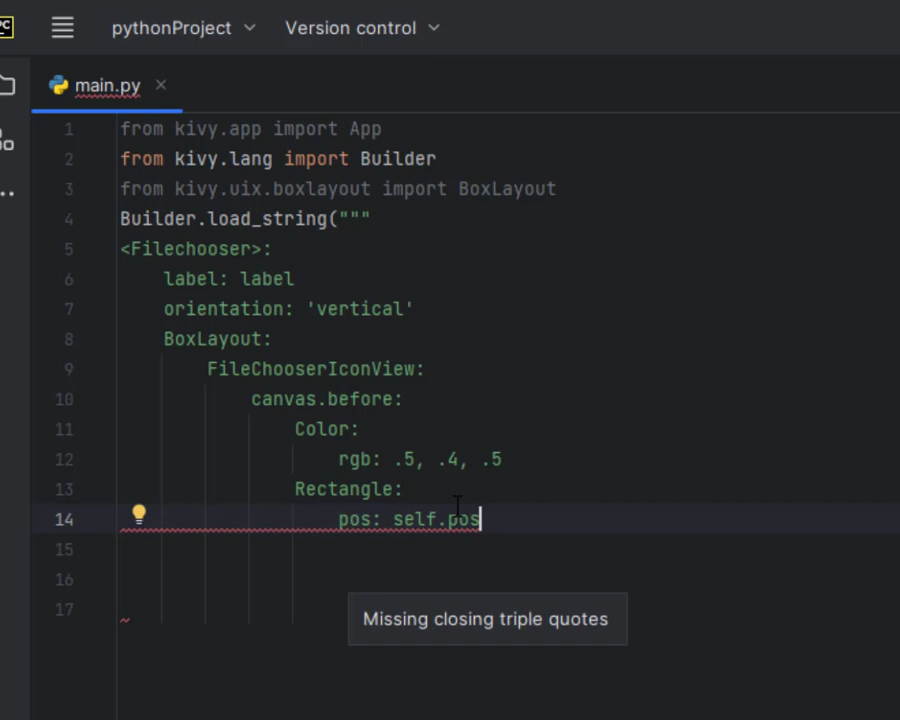 PC pythonProject Version control
main.py
1 from kivy.app import App
2 from kivy.lang import Builder
3 from kivy.uix.boxlayout import BoxLayout
4 Builder.load_string("""
5 <Filechooser>:
6 label: label
7 orientation: 'vertical'
8 BoxLayout:
9 FileChooserIconView:
10 canvas.before:
11 Color:
12 rgb: .5, .4, .5
13 Rectangle:
14 pos: self.pos
15
16
17
Missing closing triple quotes